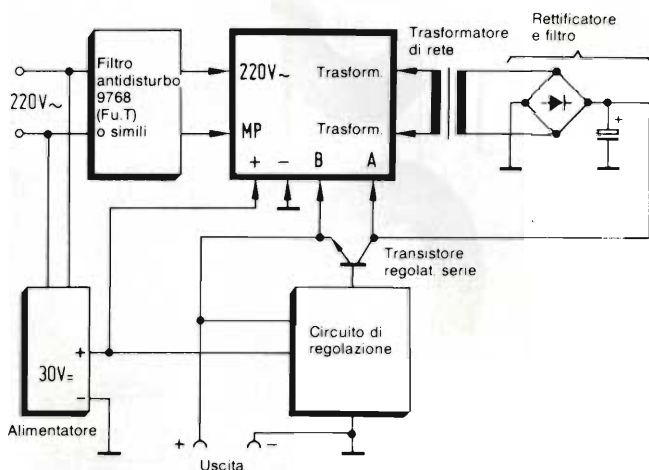 Trasformatore
di rete
Rettificatore
e filtro
Filtro
antidisturbo
9768
(Fu.T)
o simili
220V~
220V~
Trasform.
MP
Trasform.
+
-
B
A
+
Transistore
regolat. serie
Circuito di
regolazione
+
30V=
-
Alimentatore
+
-
Uscita